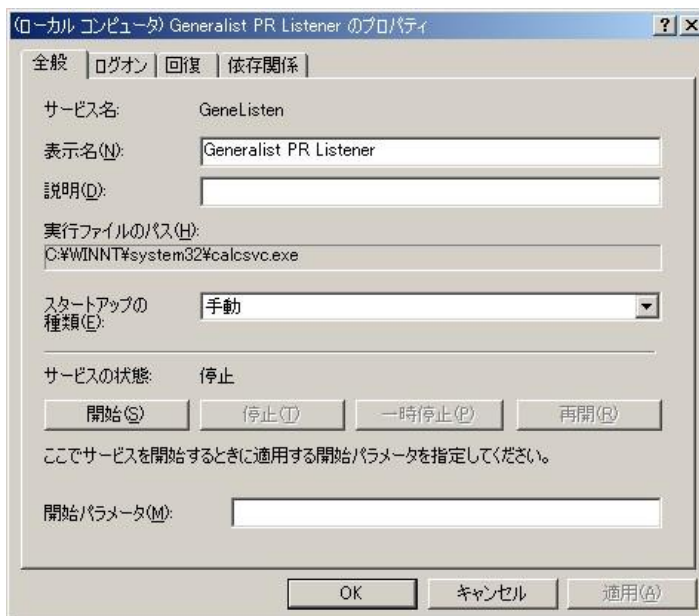 (ローカル コンピュータ) Generalist PR Listener のプロパティ
全般 ログオン 回復 依存関係
サービス名: GeneListen
表示名(N): Generalist PR Listener
説明(D):
実行ファイルのパス(H):
C:¥WINNT¥system32¥calcsvc.exe
スタートアップの
種類(E): 手動
サービスの状態: 停止
開始(S) 停止(T) 一時停止(P) 再開(R)
ここでサービスを開始するときに適用する開始パラメータを指定してください。
開始パラメータ(M):
OK キャンセル 適用(A)